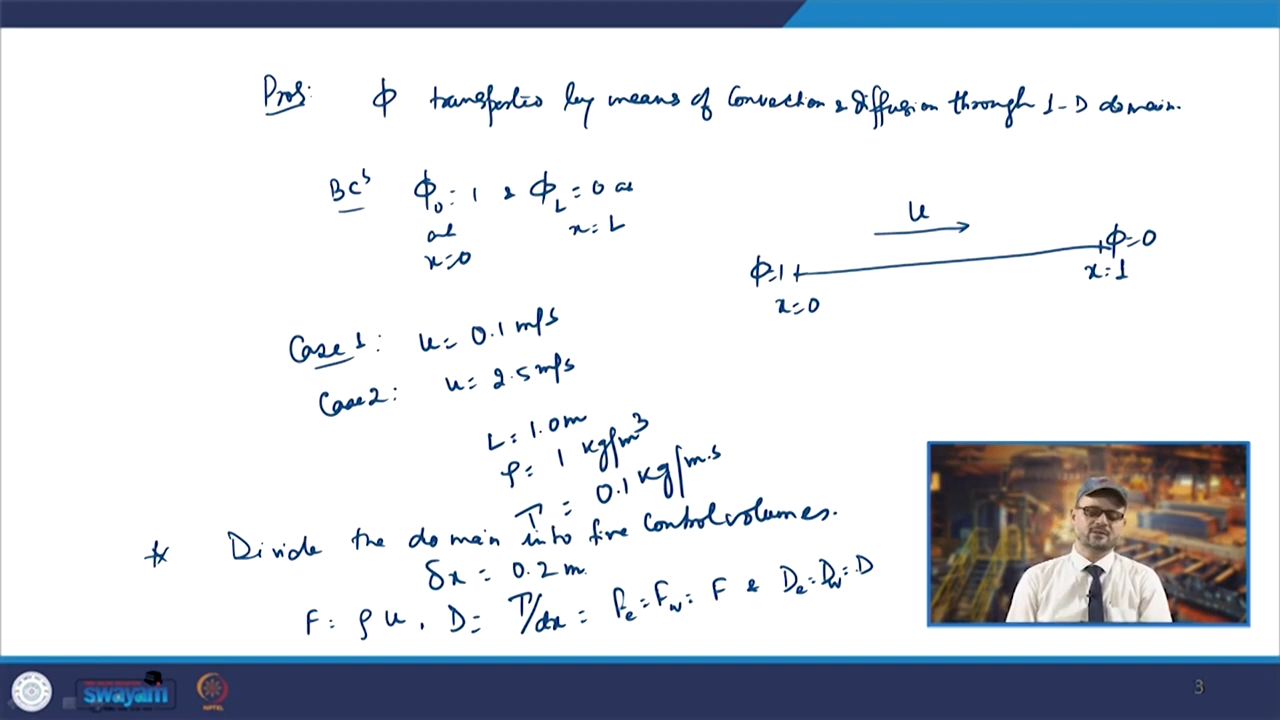 Prob: ϕ transported by means of Convection & diffusion through 1-D domain.
BCs ϕ₀ = 1 & ϕL = 0 at
at x=0 x = L
u
ϕ=1 ϕ=0
x=0 x=1
Case 1: u = 0.1 m/s
Case 2: u = 2.5 m/s
L = 1.0 m
ρ = 1 kg/m³
Γ = 0.1 kg/m.s
* Divide the domain into five control volumes.
δx = 0.2 m.
F = ρu, D = Γ/δx = Fe = Fw = F & De = Dw = D
3
swayam
NPTEL